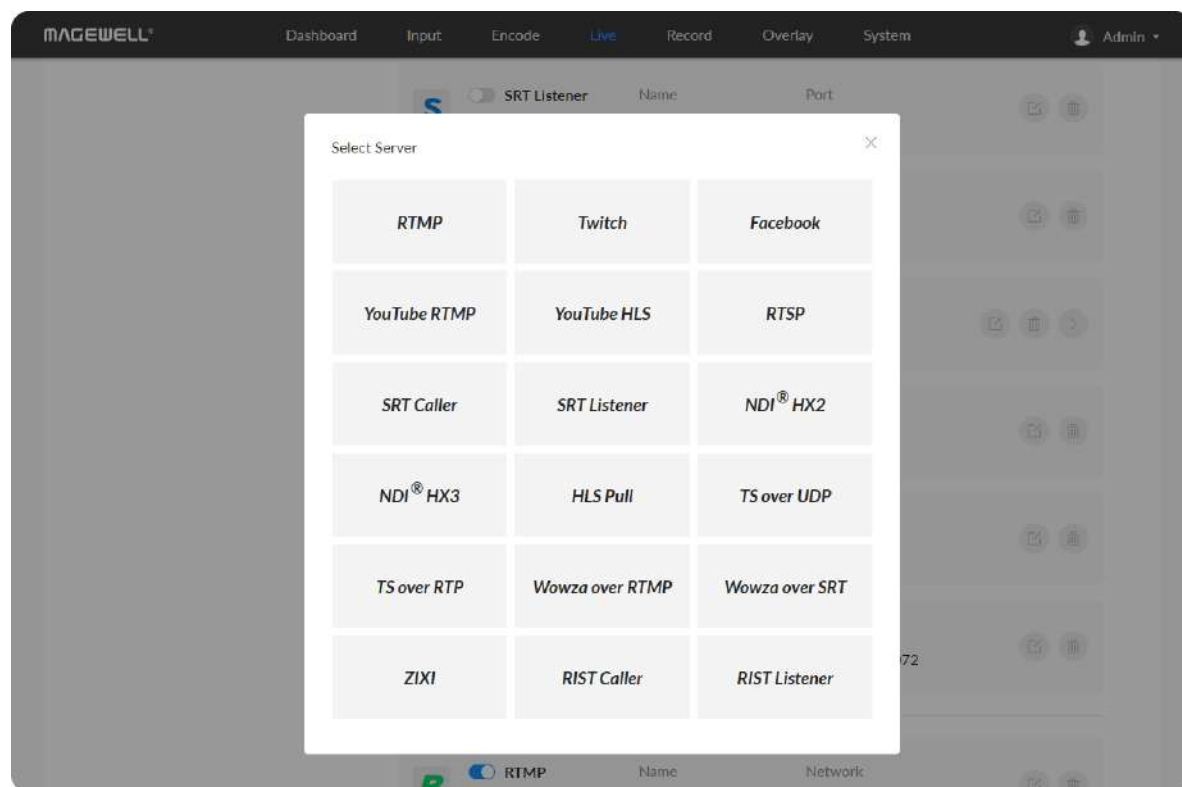 MAGEWELL® Dashboard Input Encode Live Record Overlay System Admin
SRT Listener Name Port
Select Server
RTMP Twitch Facebook
YouTube RTMP YouTube HLS RTSP
SRT Caller SRT Listener NDI® HX2
NDI® HX3 HLS Pull TS over UDP
TS over RTP Wowza over RTMP Wowza over SRT
72
ZIXI RIST Caller RIST Listener
RTMP Name Network